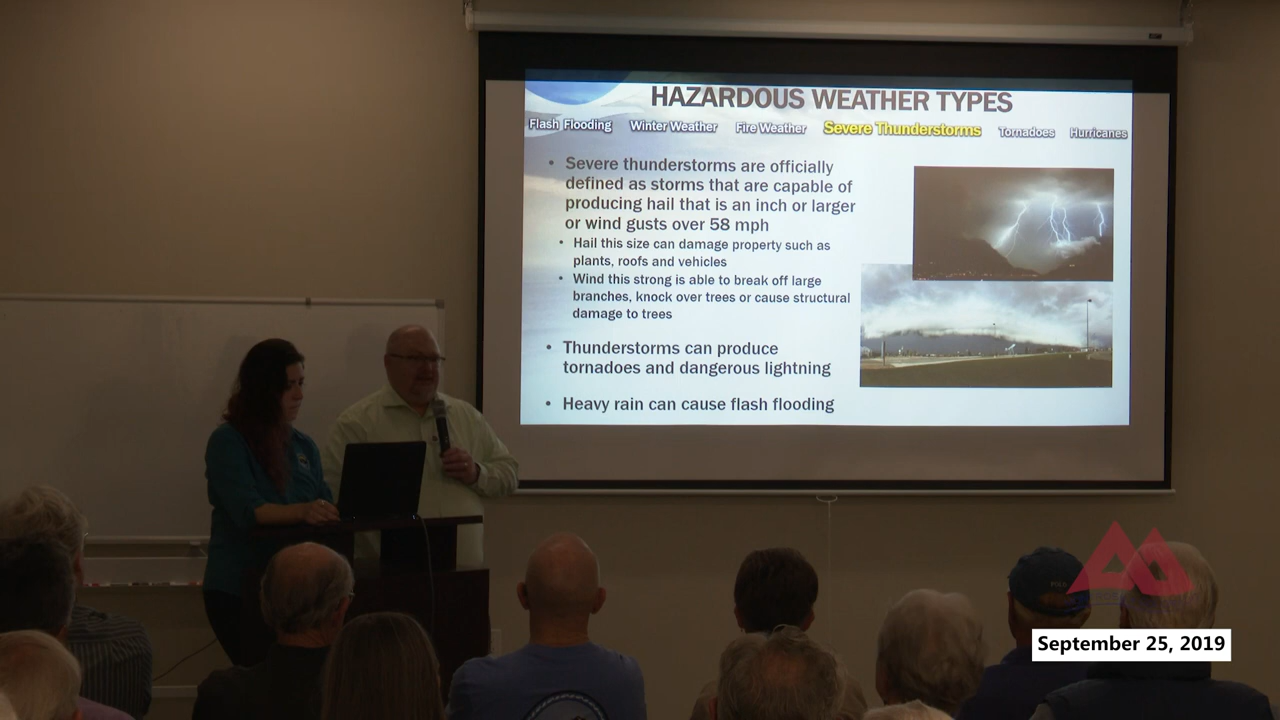 HAZARDOUS WEATHER TYPES
Flash Flooding Winter Weather Fire Weather Severe Thunderstorms Tornadoes Hurricanes
• Severe thunderstorms are officially
defined as storms that are capable of
producing hail that is an inch or larger
or wind gusts over 58 mph
• Hail this size can damage property such as
plants, roofs and vehicles
• Wind this strong is able to break off large
branches, knock over trees or cause structural
damage to trees
• Thunderstorms can produce
tornadoes and dangerous lightning
• Heavy rain can cause flash flooding
POLO
September 25, 2019